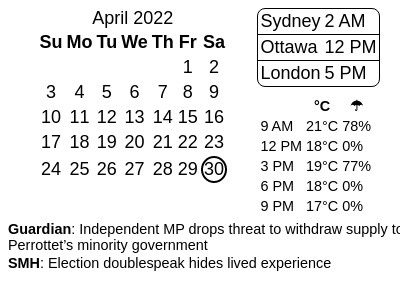 April 2022
Su Mo Tu We Th Fr Sa
1 2
3 4 5 6 7 8 9
10 11 12 13 14 15 16
17 18 19 20 21 22 23
24 25 26 27 28 29 30
Sydney 2 AM
Ottawa 12 PM
London 5 PM
°C ☂
9 AM 21°C 78%
12 PM 18°C 0%
3 PM 19°C 77%
6 PM 18°C 0%
9 PM 17°C 0%
Guardian: Independent MP drops threat to withdraw supply to
Perrottet's minority government
SMH: Election doublespeak hides lived experience